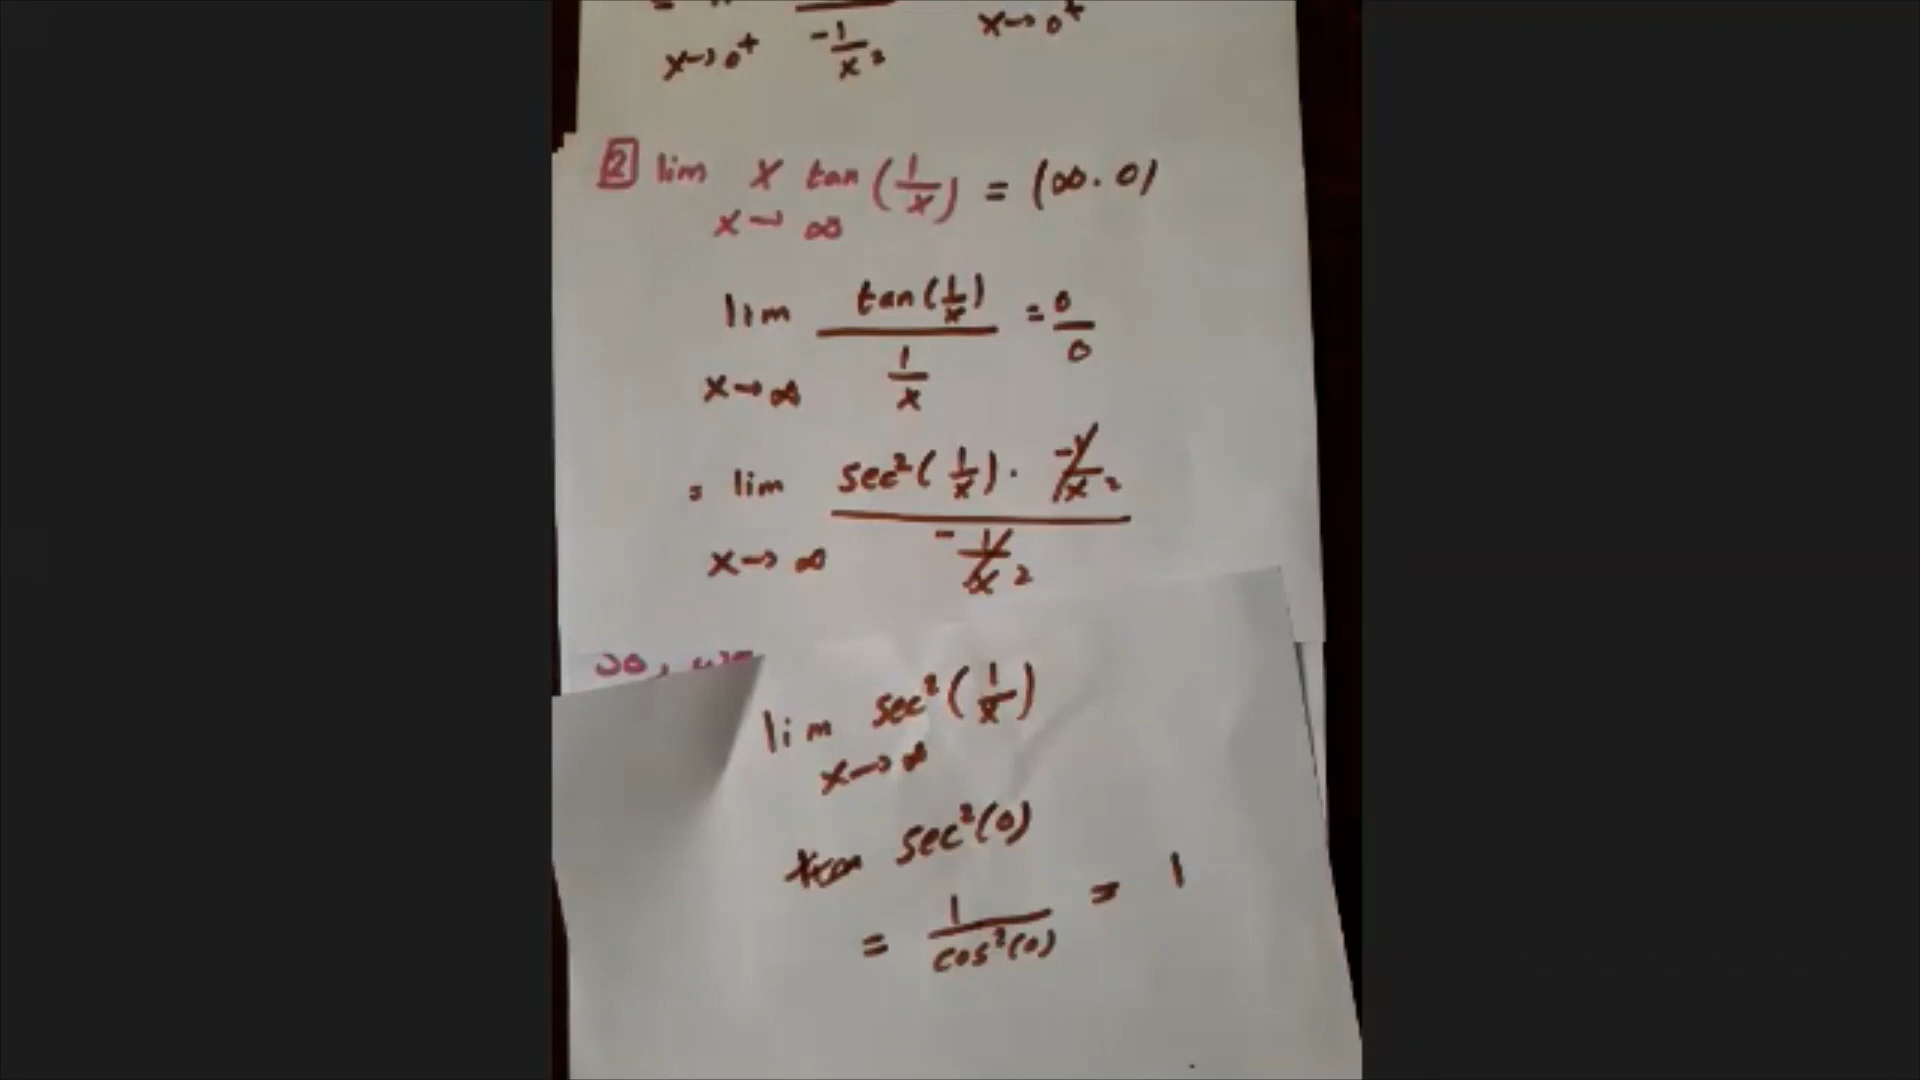 x→0⁺ -1/x² x→0⁺
2 lim x→∞ x tan(1/x) = (∞.0)
lim x→∞ tan(1/x) / (1/x) = 0/0
= lim x→∞ sec²(1/x) · -1/x² / -1/x²
lim x→∞ sec²(1/x)
sec²(0)
= 1/cos²(0) = 1